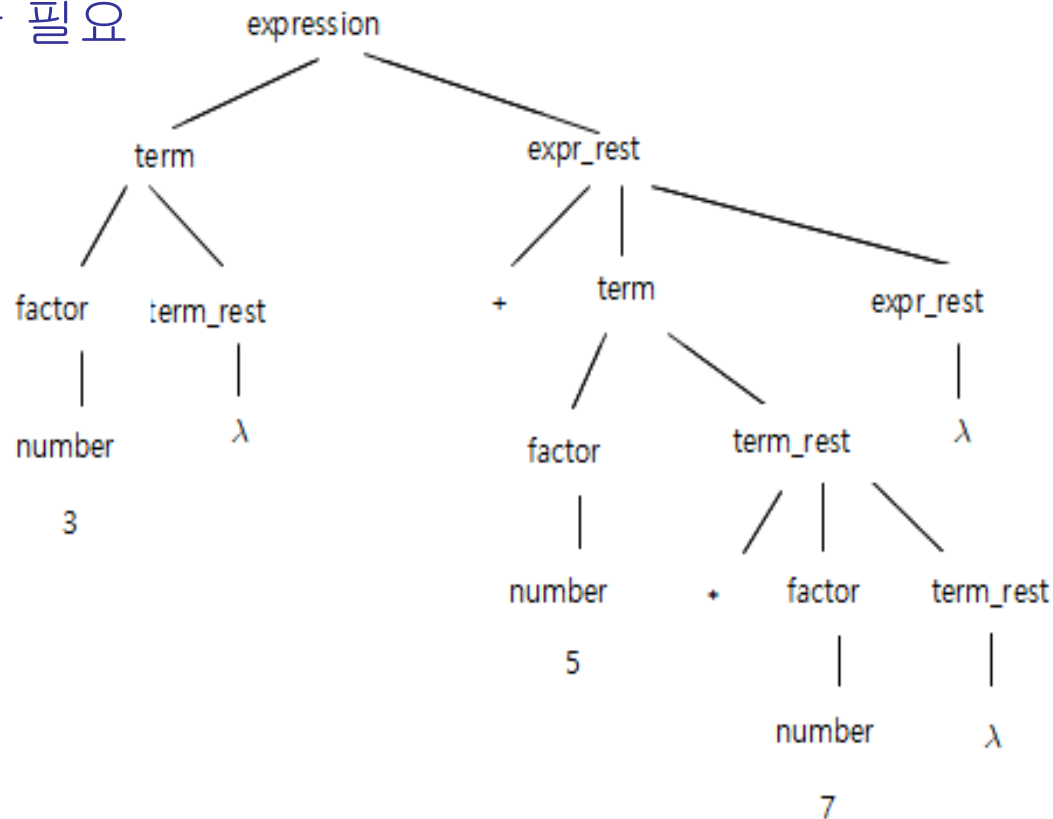 필요
expression
term expr_rest
factor term_rest + term expr_rest
number λ factor term_rest λ
3 number * factor term_rest
5 number λ
7